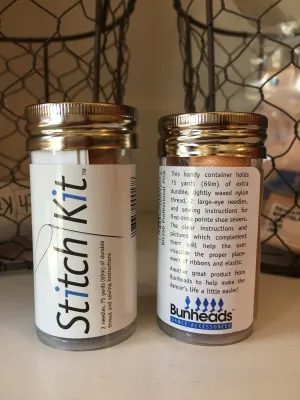 Stitch Kit™
2 needles, 75 yards (69m) of durable
thread and sewing instructions
This handy container holds
75 yards (69m) of extra
durable, lightly waxed nylon
thread, 2 large-eye needles,
and sewing instructions for
first-time pointe shoe sewers.
The clear instructions and
pictures which complement
them will help the user
visualize the proper place-
ment of ribbons and elastic.
Another great product from
Bunheads to help make the
dancer's life a little easier!
Bunheads®
DANCE ACCESSORIES